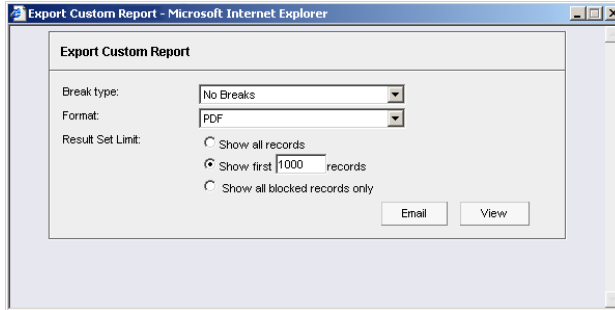 Export Custom Report - Microsoft Internet Explorer
Export Custom Report
Break type: No Breaks
Format: PDF
Result Set Limit: Show all records
Show first 1000 records
Show all blocked records only
Email View